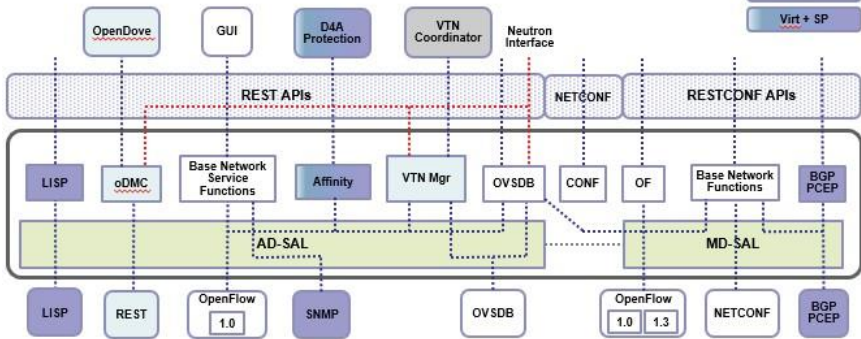 Virt + SP
OpenDove
GUI
D4A
Protection
VTN
Coordinator
Neutron
Interface
REST APIs
NETCONF
RESTCONF APIs
LISP
oDMC
Base Network
Service
Functions
Affinity
VTN Mgr
OVSDB
CONF
OF
Base Network
Functions
BGP
PCEP
AD-SAL
MD-SAL
LISP
REST
OpenFlow
1.0
SNMP
OVSDB
OpenFlow
1.0 1.3
NETCONF
BGP
PCEP